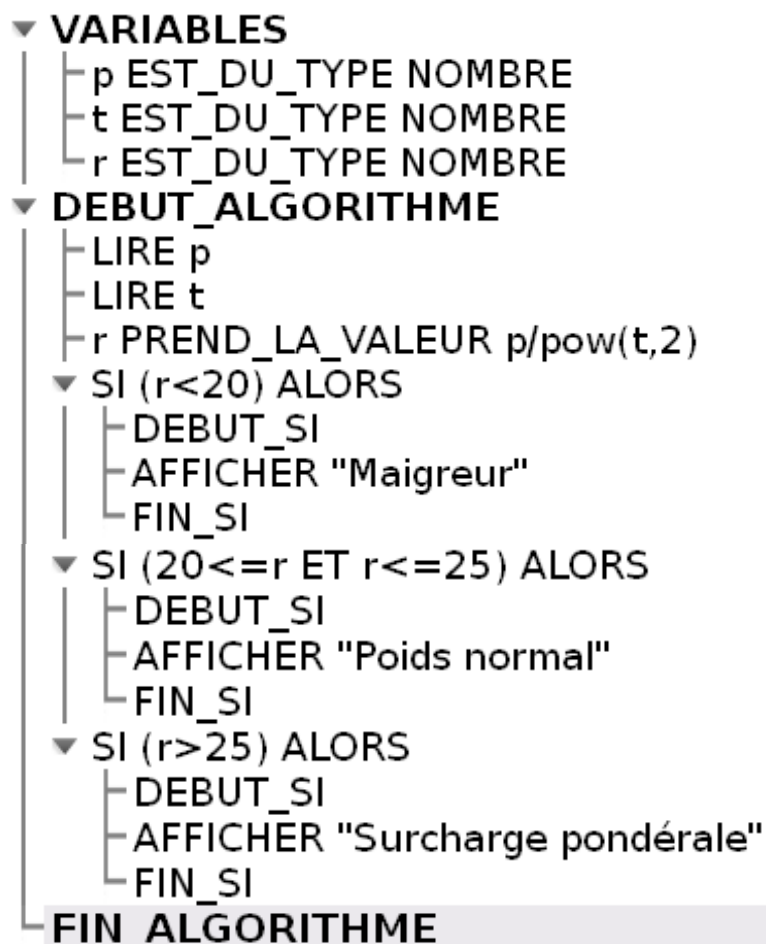 VARIABLES
p EST_DU_TYPE NOMBRE
t EST_DU_TYPE NOMBRE
r EST_DU_TYPE NOMBRE
DEBUT_ALGORITHME
LIRE p
LIRE t
r PREND_LA_VALEUR p/pow(t,2)
SI (r<20) ALORS
DEBUT_SI
AFFICHER "Maigreur"
FIN_SI
SI (20<=r ET r<=25) ALORS
DEBUT_SI
AFFICHER "Poids normal"
FIN_SI
SI (r>25) ALORS
DEBUT_SI
AFFICHER "Surcharge pondérale"
FIN_SI
FIN_ALGORITHME